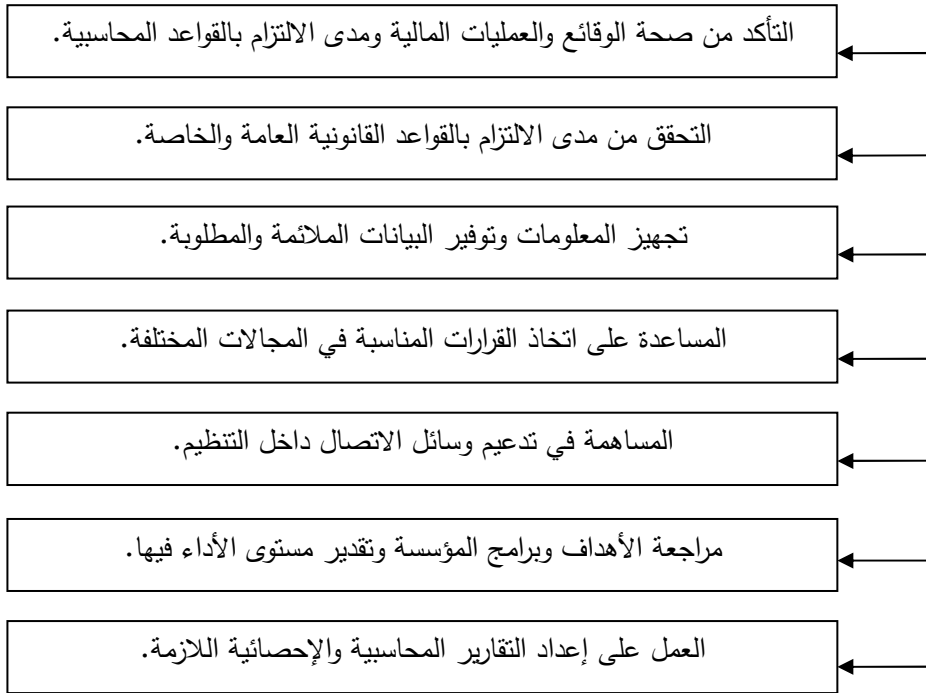 التأكد من صحة الوقائع والعمليات المالية ومدى الالتزام بالقواعد المحاسبية.
التحقق من مدى الالتزام بالقواعد القانونية العامة والخاصة.
تجهيز المعلومات وتوفير البيانات الملائمة والمطلوبة.
المساعدة على اتخاذ القرارات المناسبة في المجالات المختلفة.
المساهمة في تدعيم وسائل الاتصال داخل التنظيم.
مراجعة الأهداف وبرامج المؤسسة وتقدير مستوى الأداء فيها.
العمل على إعداد التقارير المحاسبية والإحصائية اللازمة.